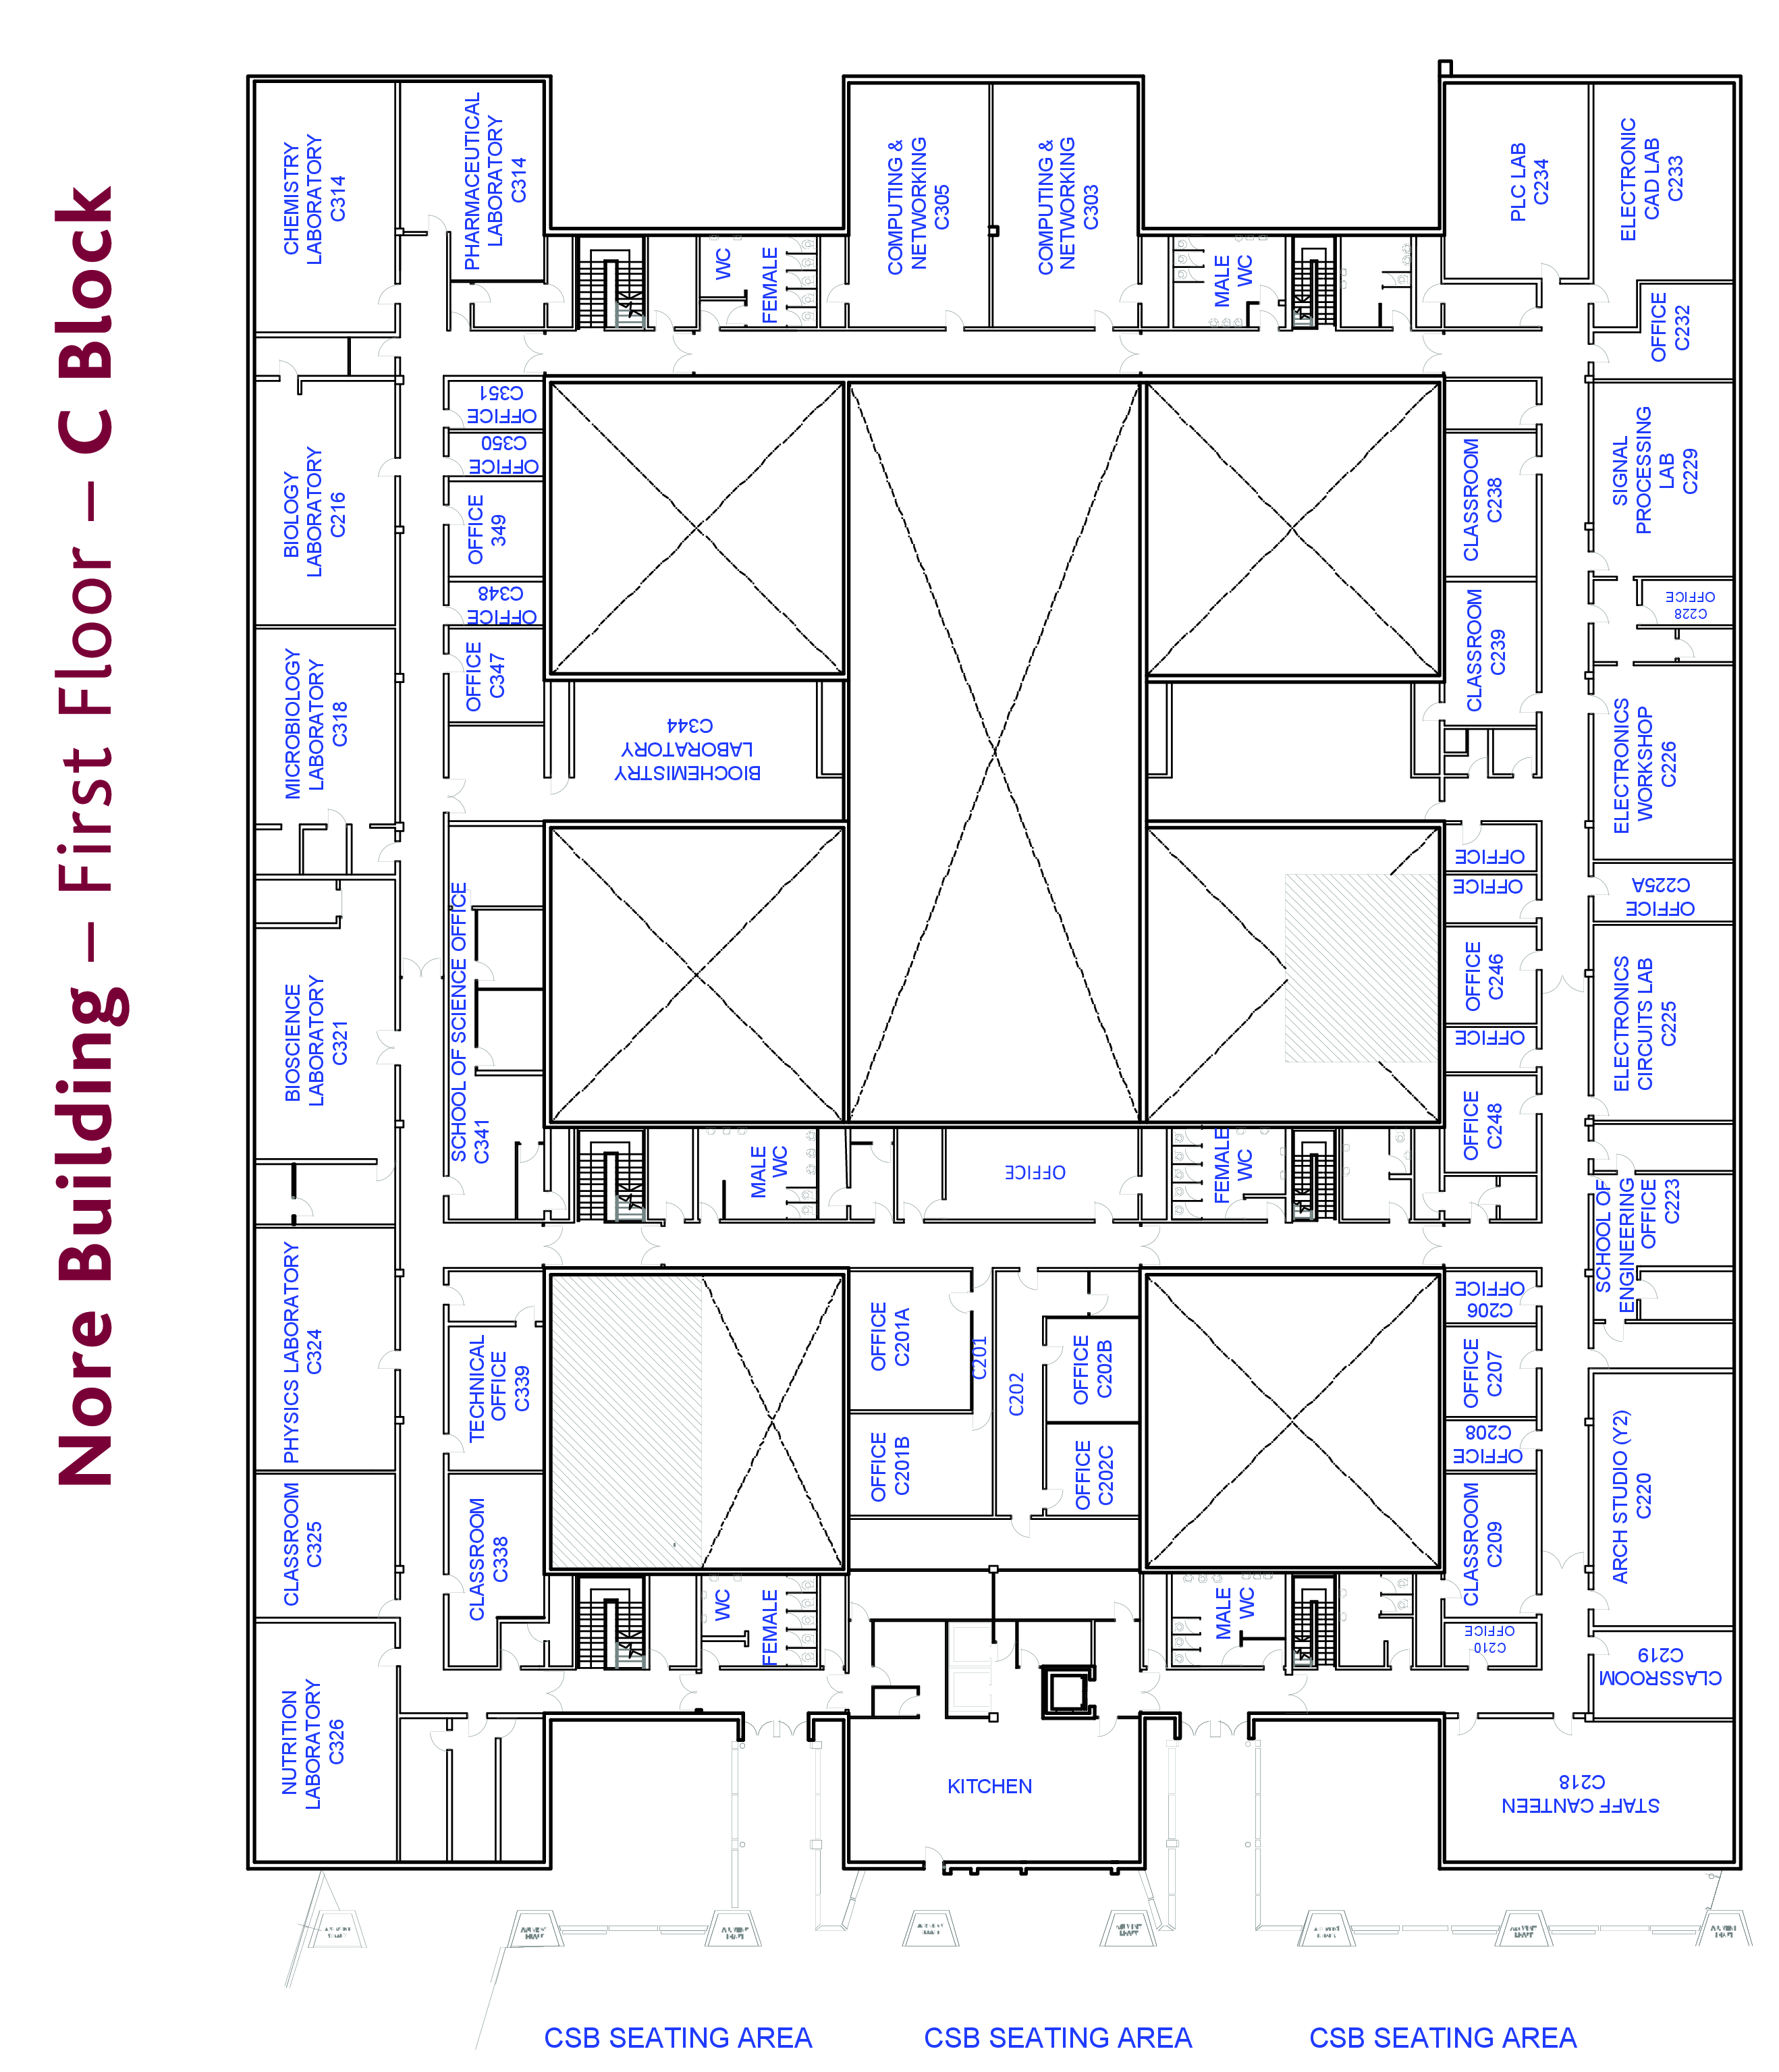 Nore Building – First Floor – C Block
CHEMISTRY
LABORATORY
C314
PHARMACEUTICAL
LABORATORY
C314
COMPUTING &
NETWORKING
C305
COMPUTING &
NETWORKING
C303
PLC LAB
C234
ELECTRONIC
CAD LAB
C233
WC
FEMALE
MALE
WC
OFFICE
C232
OFFICE
C351
OFFICE
C350
OFFICE
349
OFFICE
C348
OFFICE
C347
BIOLOGY
LABORATORY
C216
MICROBIOLOGY
LABORATORY
C318
BIOCHEMISTRY
LABORATORY
C344
CLASSROOM
C238
CLASSROOM
C239
SIGNAL
PROCESSING
LAB
C229
OFFICE
C228
ELECTRONICS
WORKSHOP
C226
OFFICE
OFFICE
OFFICE
C225A
OFFICE
C246
OFFICE
OFFICE
C248
ELECTRONICS
CIRCUITS LAB
C225
BIOSCIENCE
LABORATORY
C321
SCHOOL OF SCIENCE OFFICE
C341
MALE
WC
OFFICE
FEMALE
WC
SCHOOL OF
ENGINEERING
OFFICE
C223
PHYSICS LABORATORY
C324
TECHNICAL
OFFICE
C339
OFFICE
C201A
C201
C202
OFFICE
C202B
OFFICE
C201B
OFFICE
C202C
OFFICE
C206
OFFICE
C207
OFFICE
C208
CLASSROOM
C209
OFFICE
C210
ARCH STUDIO (Y2)
C220
CLASSROOM
C325
CLASSROOM
C338
WC
FEMALE
MALE
WC
CLASSROOM
C219
NUTRITION
LABORATORY
C326
KITCHEN
STAFF CANTEEN
C218
CSB SEATING AREA
CSB SEATING AREA
CSB SEATING AREA